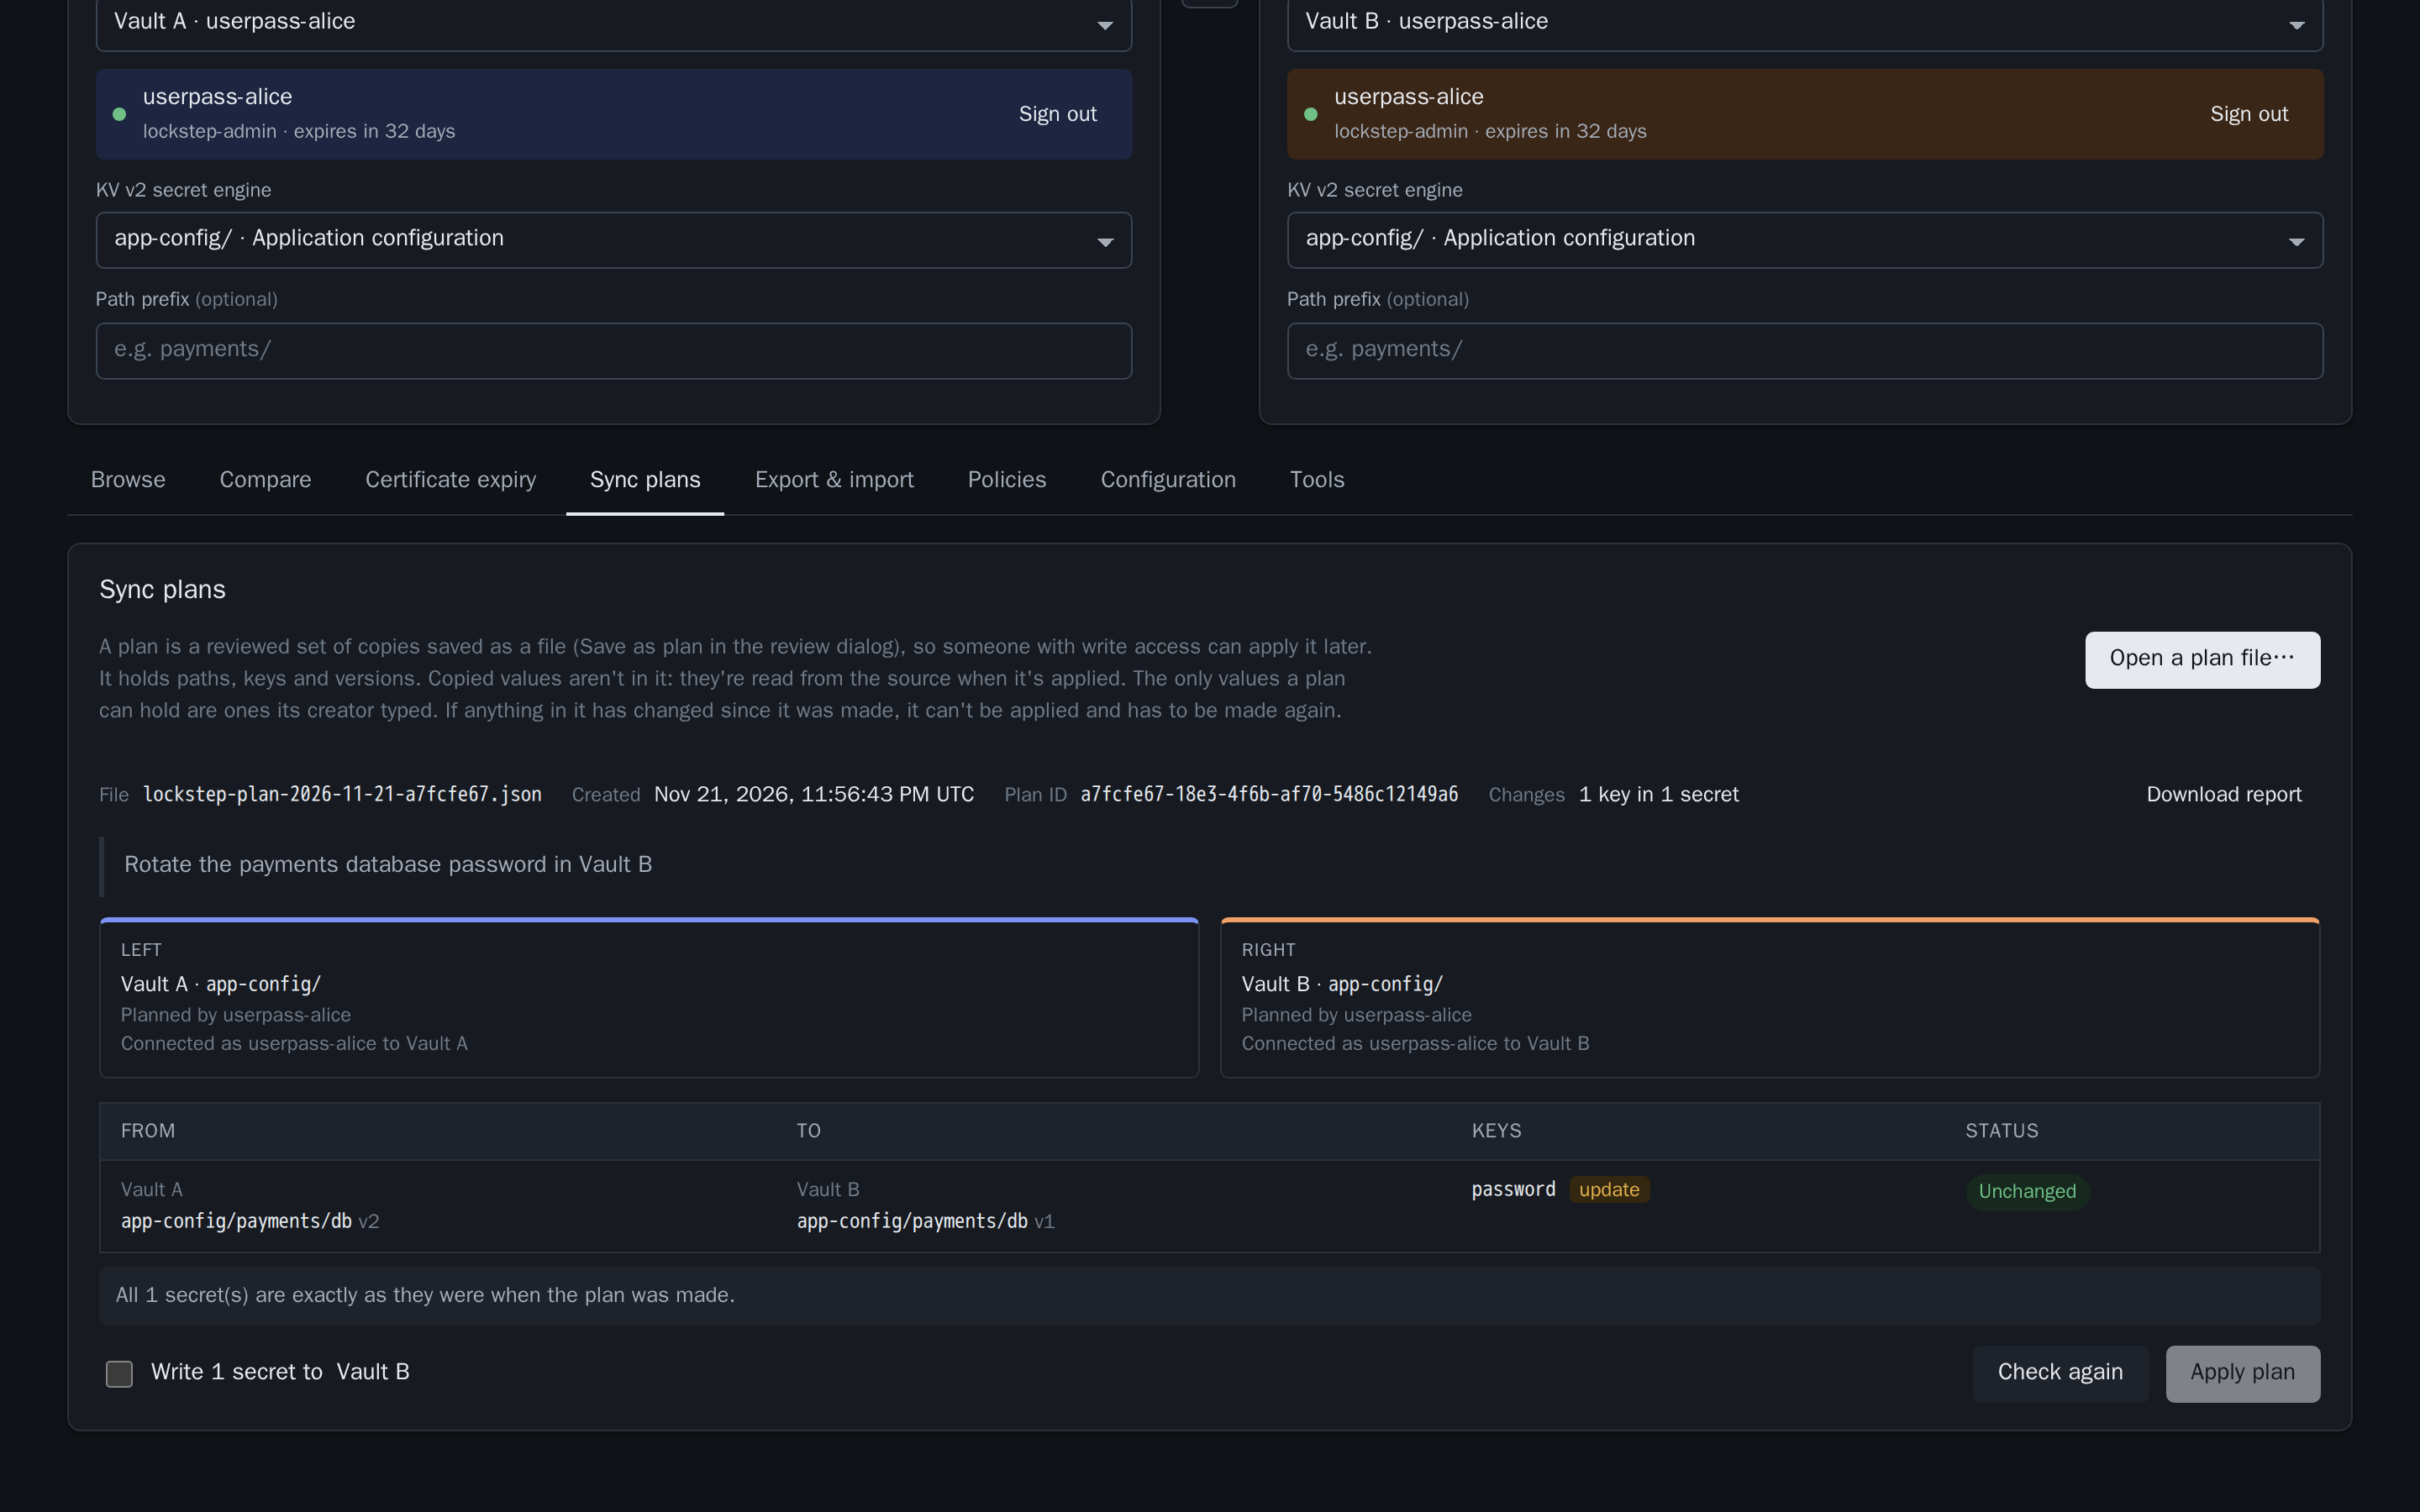 Vault A · userpass-alice
userpass-alice
lockstep-admin · expires in 32 days
Sign out
KV v2 secret engine
app-config/ · Application configuration
Path prefix (optional)
e.g. payments/
Vault B · userpass-alice
userpass-alice
lockstep-admin · expires in 32 days
Sign out
KV v2 secret engine
app-config/ · Application configuration
Path prefix (optional)
e.g. payments/
Browse Compare Certificate expiry Sync plans Export & import Policies Configuration Tools
Sync plans
A plan is a reviewed set of copies saved as a file (Save as plan in the review dialog), so someone with write access can apply it later.
It holds paths, keys and versions. Copied values aren't in it: they're read from the source when it's applied. The only values a plan
can hold are ones its creator typed. If anything in it has changed since it was made, it can't be applied and has to be made again.
Open a plan file…
File lockstep-plan-2026-11-21-a7fcfe67.json Created Nov 21, 2026, 11:56:43 PM UTC Plan ID a7fcfe67-18e3-4f6b-af70-5486c12149a6 Changes 1 key in 1 secret Download report
Rotate the payments database password in Vault B
LEFT
Vault A · app-config/
Planned by userpass-alice
Connected as userpass-alice to Vault A
RIGHT
Vault B · app-config/
Planned by userpass-alice
Connected as userpass-alice to Vault B
FROM TO KEYS STATUS
Vault A Vault B password update Unchanged
app-config/payments/db v2 app-config/payments/db v1
All 1 secret(s) are exactly as they were when the plan was made.
Write 1 secret to Vault B Check again Apply plan